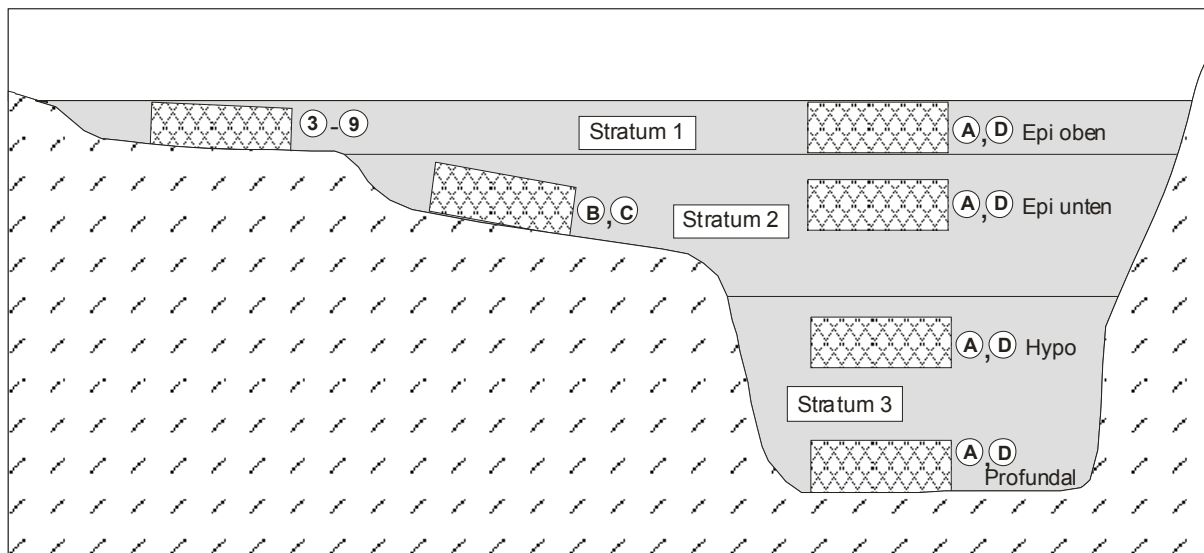 3 - 9
Stratum 1
A, D Epi oben
B, C
Stratum 2
A, D Epi unten
A, D Hypo
Stratum 3
A, D
Profundal